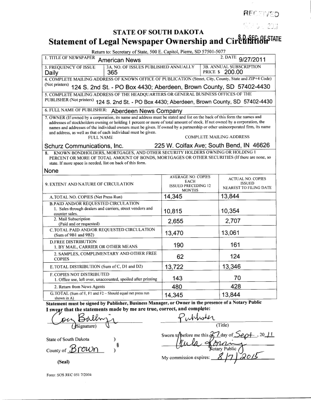 RECEIVED
STATE OF SOUTH DAKOTA
Statement of Legal Newspaper Ownership and Circulation
S.D. SEC. OF STATE
Return to: Secretary of State, 500 E. Capitol, Pierre, SD 57501-5077
1. TITLE OF NEWSPAPER American News
2. DATE 9/27/2011
3. FREQUENCY OF ISSUE
Daily
3A. NO. OF ISSUES PUBLISHED ANNUALLY
365
3B. ANNUAL SUBSCRIPTION
PRICE $ 200.00
4. COMPLETE MAILING ADDRESS OF KNOWN OFFICE OF PUBLICATION (Street, City, County, State and ZIP+4 Code)
(Not printers) 124 S. 2nd St. - PO Box 4430; Aberdeen, Brown County, SD 57402-4430
5. COMPLETE MAILING ADDRESS OF THE HEADQUARTERS OR GENERAL BUSINESS OFFICES OF THE
PUBLISHER (Not printers) 124 S. 2nd St. - PO Box 4430; Aberdeen, Brown County, SD 57402-4430
6. FULL NAME OF PUBLISHER: Aberdeen News Company
7. OWNER (If owned by a corporation, its name and address must be stated and list on the back of this form the names and
addresses of stockholders owning or holding 1 percent or more of total amount of stock. If not owned by a corporation, the
names and addresses of the individual owners must be given. If owned by a partnership or other unincorporated firm, its name
and address, as well as that of each individual must be given.
FULL NAME
COMPLETE MAILING ADDRESS
Schurz Communications, Inc.
225 W. Colfax Ave; South Bend, IN 46626
8. KNOWN BONDHOLDERS, MORTGAGES, AND OTHER SECURITY HOLDERS OWNING OR HOLDING 1
PERCENT OR MORE OF TOTAL AMOUNT OF BONDS, MORTGAGES OR OTHER SECURITIES (If there are none, so
state. If more space is needed, list on back of this form.
None
9. EXTENT AND NATURE OF CIRCULATION
AVERAGE NO. COPIES
EACH
ISSUED PRECEDING 12
MONTHS
ACTUAL NO. COPIES
ISSUED
NEAREST TO FILING DATE
A. TOTAL NO. COPIES (Net Press Run)
14,345
13,844
B. PAID AND/OR REQUESTED CIRCULATION
1. Sales through dealers and carriers, street vendors and
counter sales.
10,815
10,354
2. Mail Subscription
(Paid and or requested)
2,655
2,707
C. TOTAL PAID AND/OR REQUESTED CIRCULATION
(Sum of 9B1 and 9B2)
13,470
13,061
D. FREE DISTRIBUTION
1. BY MAIL, CARRIER OR OTHER MEANS
190
161
2. SAMPLES, COMPLIMENTARY AND OTHER FREE
COPIES
62
124
E. TOTAL DISTRIBUTION (Sum of C, D1 and D2)
13,722
13,346
F. COPIES NOT DISTRIBUTED
1. Office use, left over, unaccounted, spoiled after printing
143
70
2. Return from News Agents
480
428
G. TOTAL (Sum of E, F1 and F2 - Should equal net press run
shown in A)
14,345
13,844
Statement must be signed by Publisher, Business Manager, or Owner in the presence of a Notary Public
I swear that the statements made by me are true, correct, and complete:
Publisher
(Signature)
(Title)
State of South Dakota )
§
County of Brown )
(Seal)
Sworn to before me this 27 day of Sept 20 11
Notary Public
My commission expires: 8/7/2015